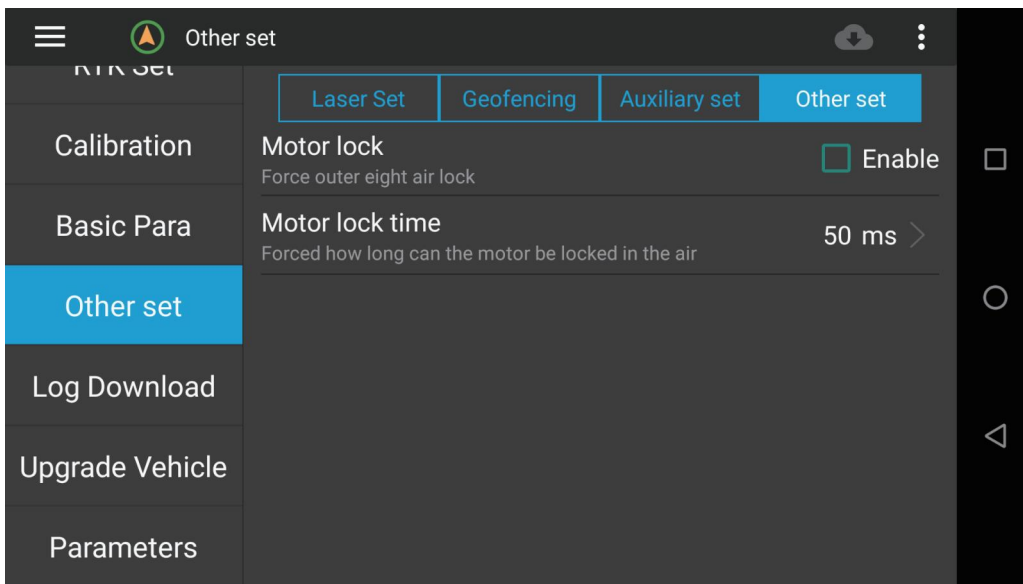 Other set
RTK Set
Calibration
Basic Para
Other set
Log Download
Upgrade Vehicle
Parameters
Laser Set
Geofencing
Auxiliary set
Other set
Motor lock
Enable
Force outer eight air lock
Motor lock time
50 ms
Forced how long can the motor be locked in the air